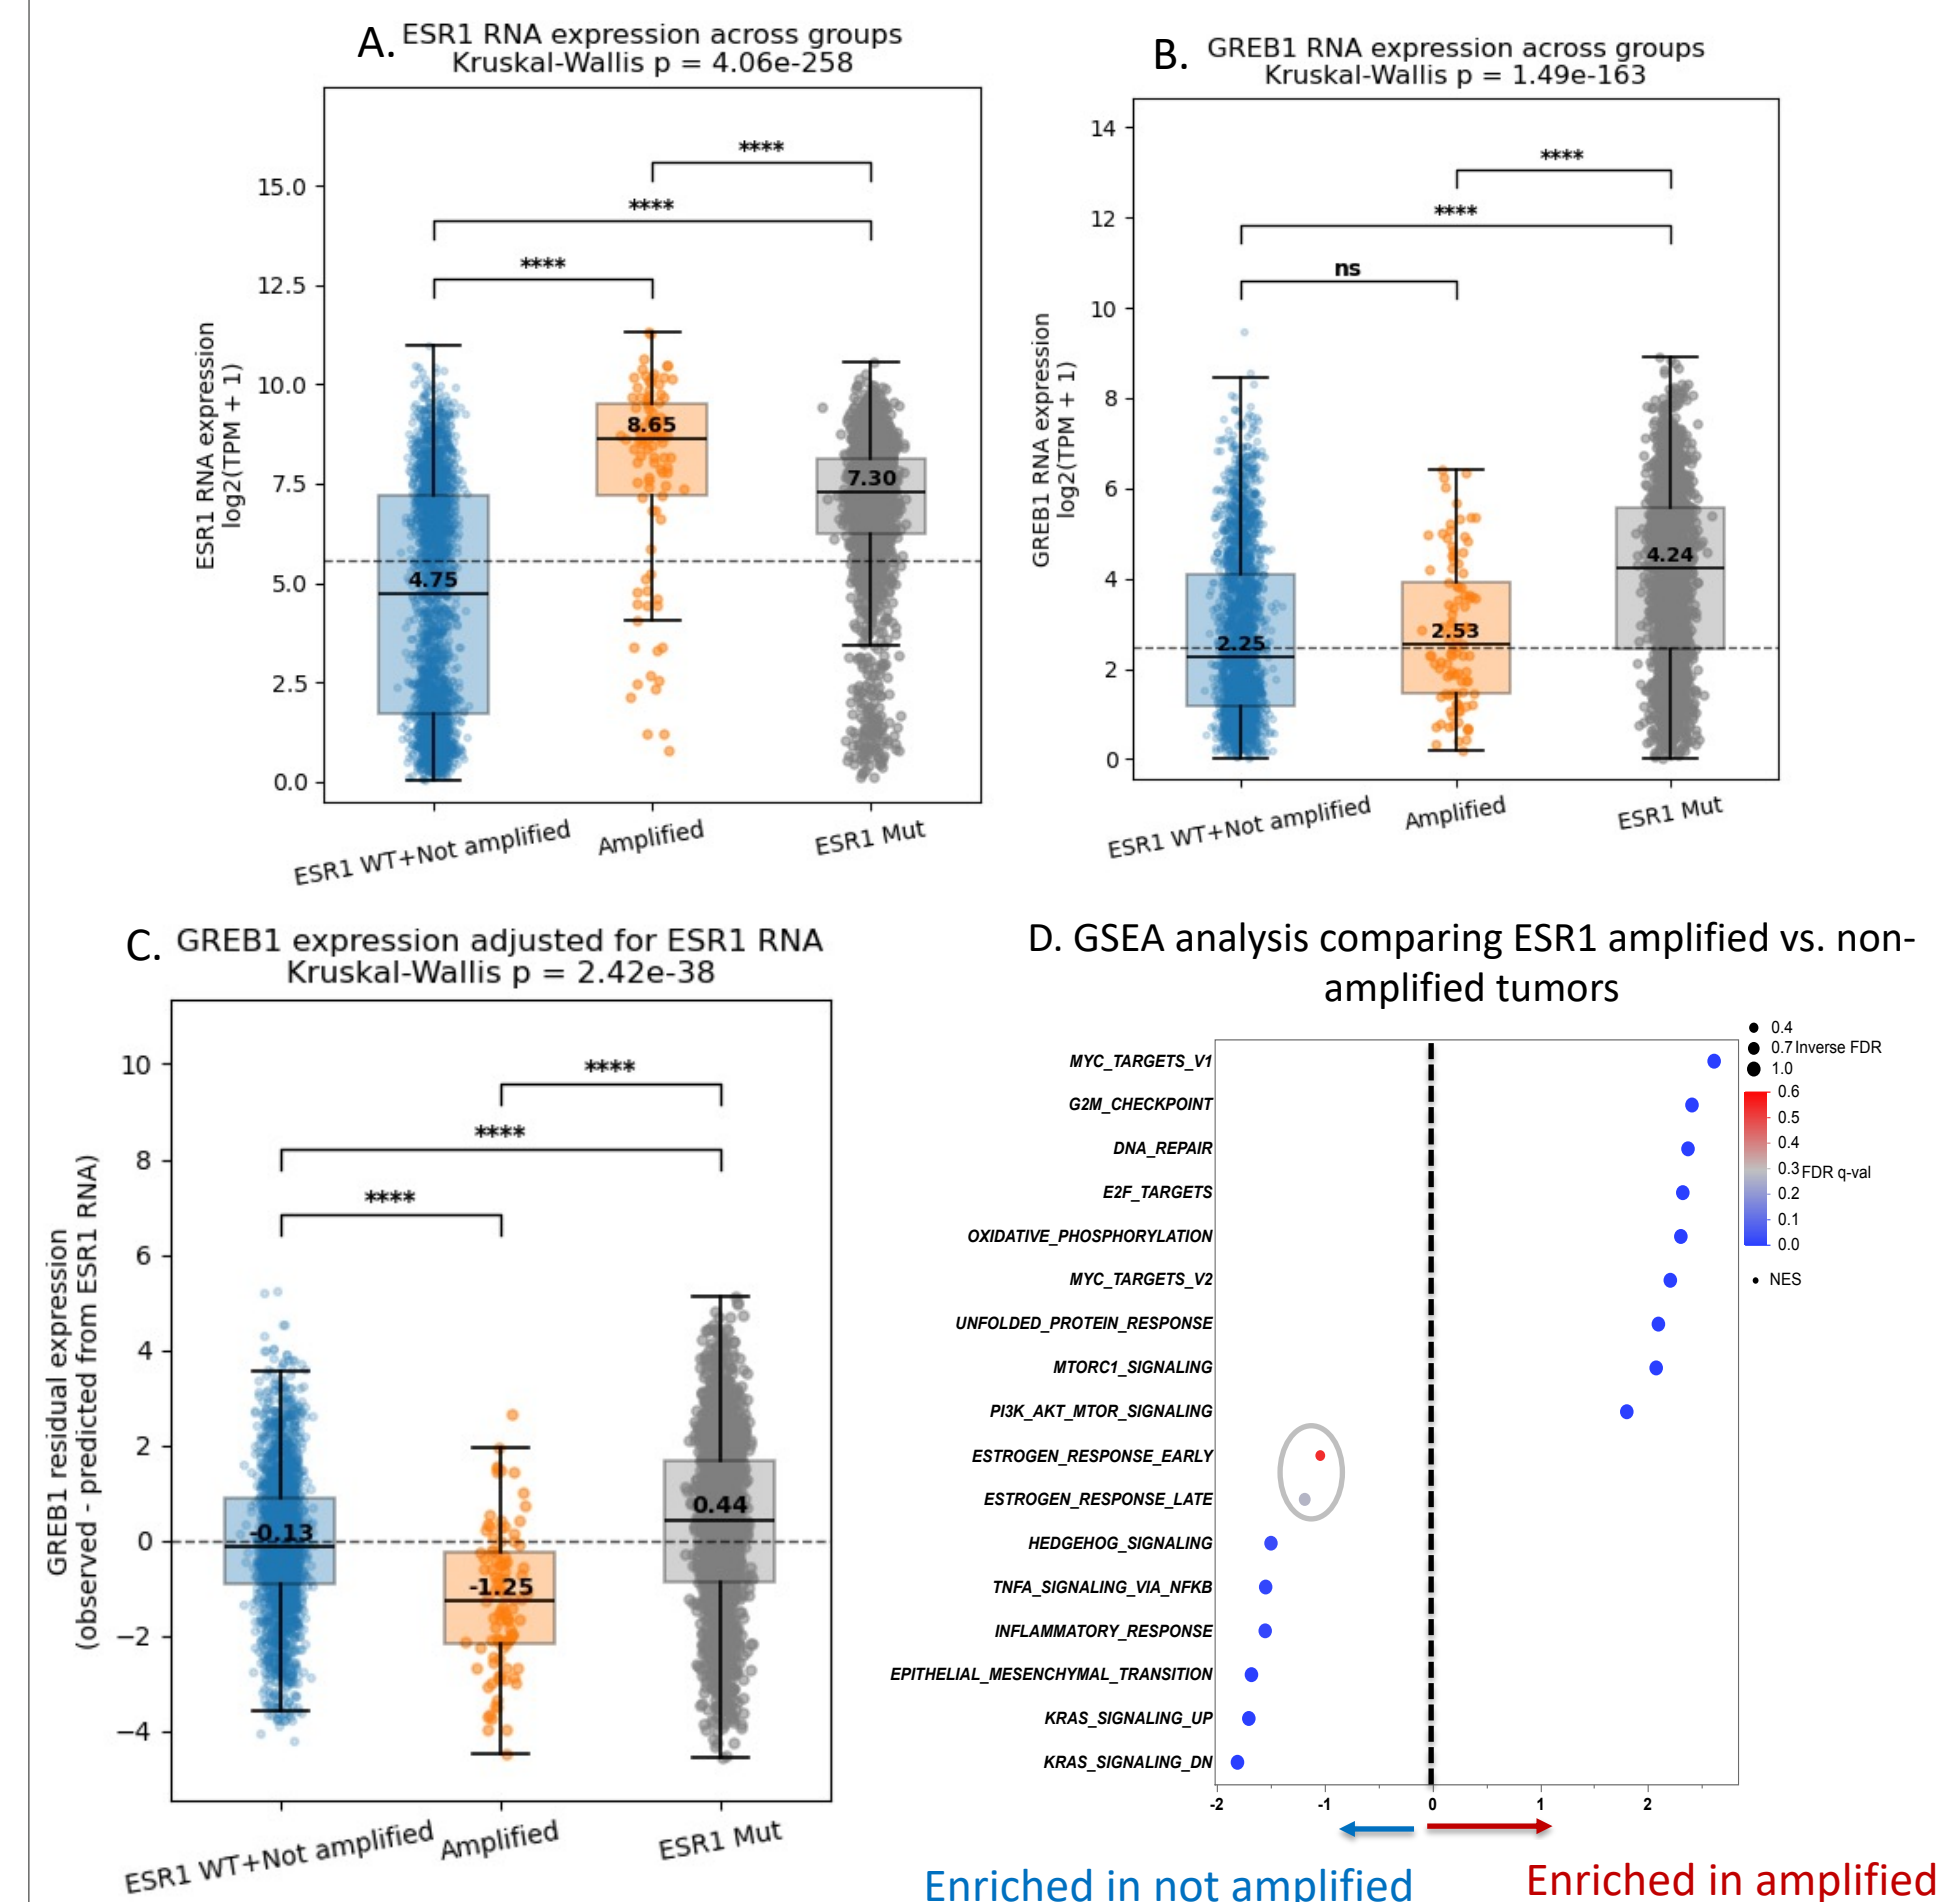 A. ESR1 RNA expression across groups
Kruskal-Wallis p = 4.06e-258
ESR1 RNA expression
log2(TPM + 1)
15.0
12.5
10.0
7.5
5.0
2.5
0.0
****
****
****
4.75
8.65
7.30
ESR1 WT+Not amplified
Amplified
ESR1 Mut
B. GREB1 RNA expression across groups
Kruskal-Wallis p = 1.49e-163
GREB1 RNA expression
log2(TPM + 1)
14
12
10
8
6
4
2
0
****
****
ns
2.25
2.53
4.24
ESR1 WT+Not amplified
Amplified
ESR1 Mut
C. GREB1 expression adjusted for ESR1 RNA
Kruskal-Wallis p = 2.42e-38
GREB1 residual expression
(observed - predicted from ESR1 RNA)
10
8
6
4
2
0
−2
−4
****
****
****
-0.13
-1.25
0.44
ESR1 WT+Not amplified
Amplified
ESR1 Mut
D. GSEA analysis comparing ESR1 amplified vs. non-
amplified tumors
MYC_TARGETS_V1
G2M_CHECKPOINT
DNA_REPAIR
E2F_TARGETS
OXIDATIVE_PHOSPHORYLATION
MYC_TARGETS_V2
UNFOLDED_PROTEIN_RESPONSE
MTORC1_SIGNALING
PI3K_AKT_MTOR_SIGNALING
ESTROGEN_RESPONSE_EARLY
ESTROGEN_RESPONSE_LATE
HEDGEHOG_SIGNALING
TNFA_SIGNALING_VIA_NFKB
INFLAMMATORY_RESPONSE
EPITHELIAL_MESENCHYMAL_TRANSITION
KRAS_SIGNALING_UP
KRAS_SIGNALING_DN
-2
-1
0
1
2
0.4
0.7 Inverse FDR
1.0
0.6
0.5
0.4
0.3 FDR q-val
0.2
0.1
0.0
NES
Enriched in not amplified
Enriched in amplified